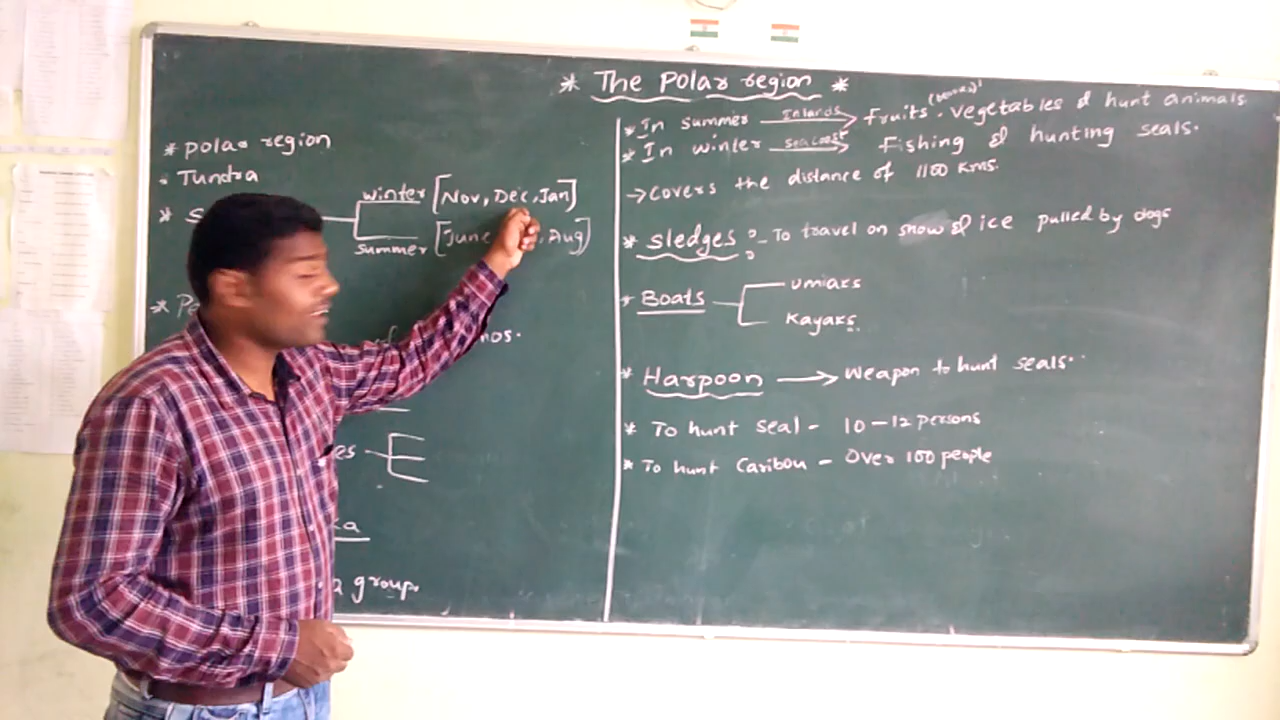 * The Polar region *
* polar region
* Tundra
* S
winter [Nov, Dec, Jan]
summer [June , Aug]
* Pe
nos.
es
ka
group.
* In summer Inlands Fruits (berries), vegetables & hunt animals
* In winter sea coast Fishing & hunting seals.
→ covers the distance of 1100 kms.
* sledges :- To travel on snow & ice pulled by dogs
* Boats
umiaks
Kayaks.
* Harpoon → Weapon to hunt seals.
* To hunt seal - 10-12 persons
* To hunt Caribou - Over 100 people